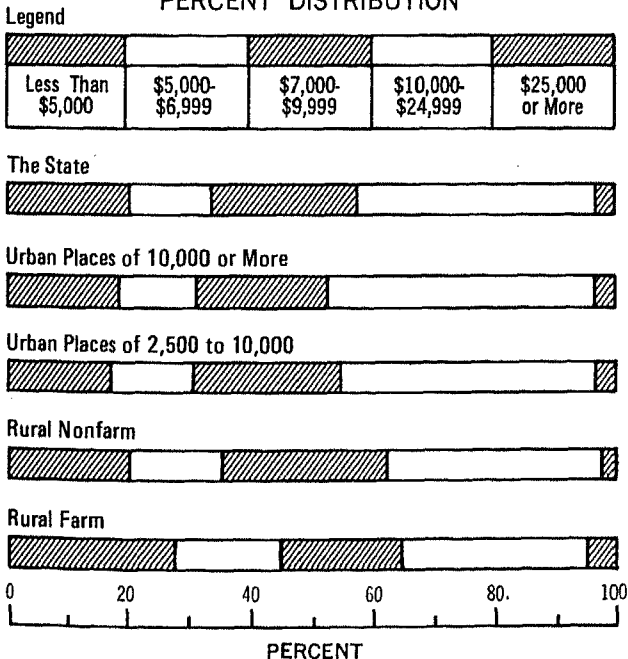 PERCENT DISTRIBUTION
Legend
Less Than $5,000- $7,000- $10,000- $25,000
$5,000 $6,999 $9,999 $24,999 or More
The State
Urban Places of 10,000 or More
Urban Places of 2,500 to 10,000
Rural Nonfarm
Rural Farm
0 20 40 60 80. 100
PERCENT